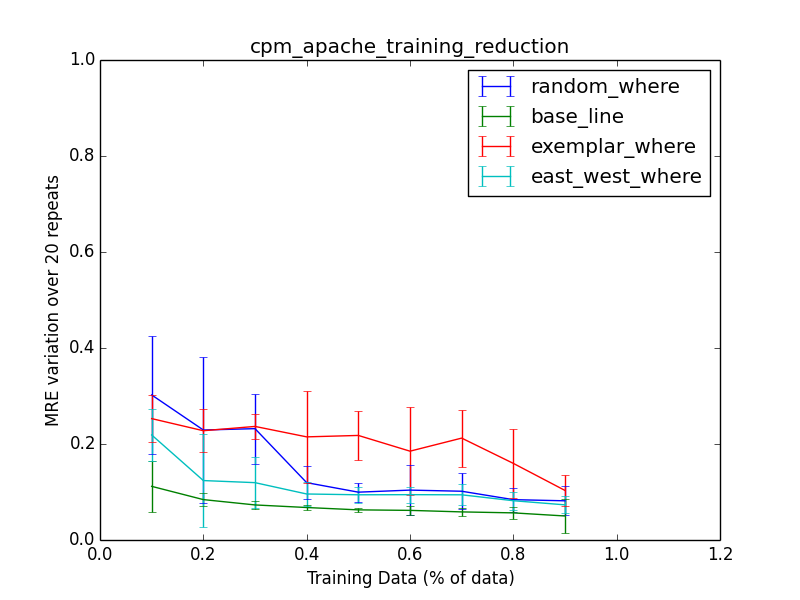 cpm_apache_training_reduction
random_where
base_line
exemplar_where
east_west_where
MRE variation over 20 repeats
1.0
0.8
0.6
0.4
0.2
0.0
0.0 0.2 0.4 0.6 0.8 1.0 1.2
Training Data (% of data)